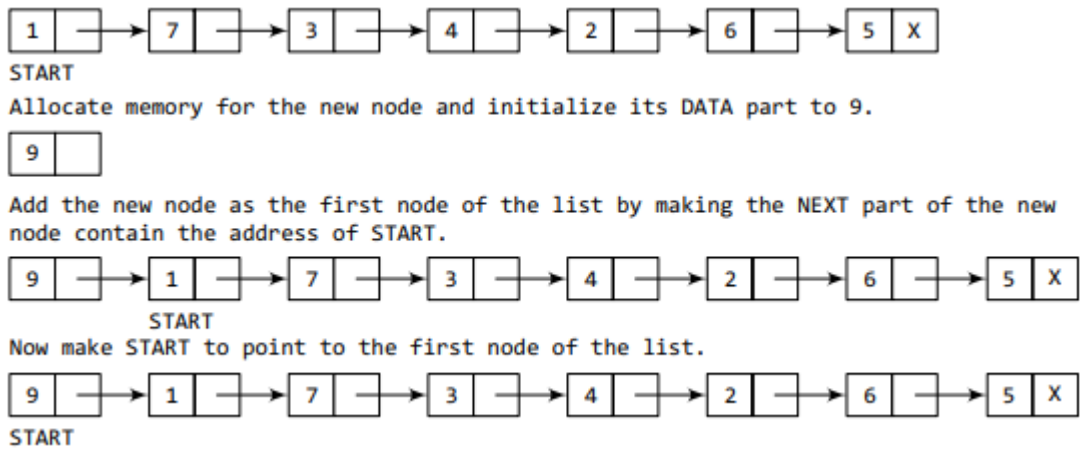 1 7 3 4 2 6 5 X
START
Allocate memory for the new node and initialize its DATA part to 9.
9
Add the new node as the first node of the list by making the NEXT part of the new
node contain the address of START.
9 1 7 3 4 2 6 5 X
START
Now make START to point to the first node of the list.
9 1 7 3 4 2 6 5 X
START